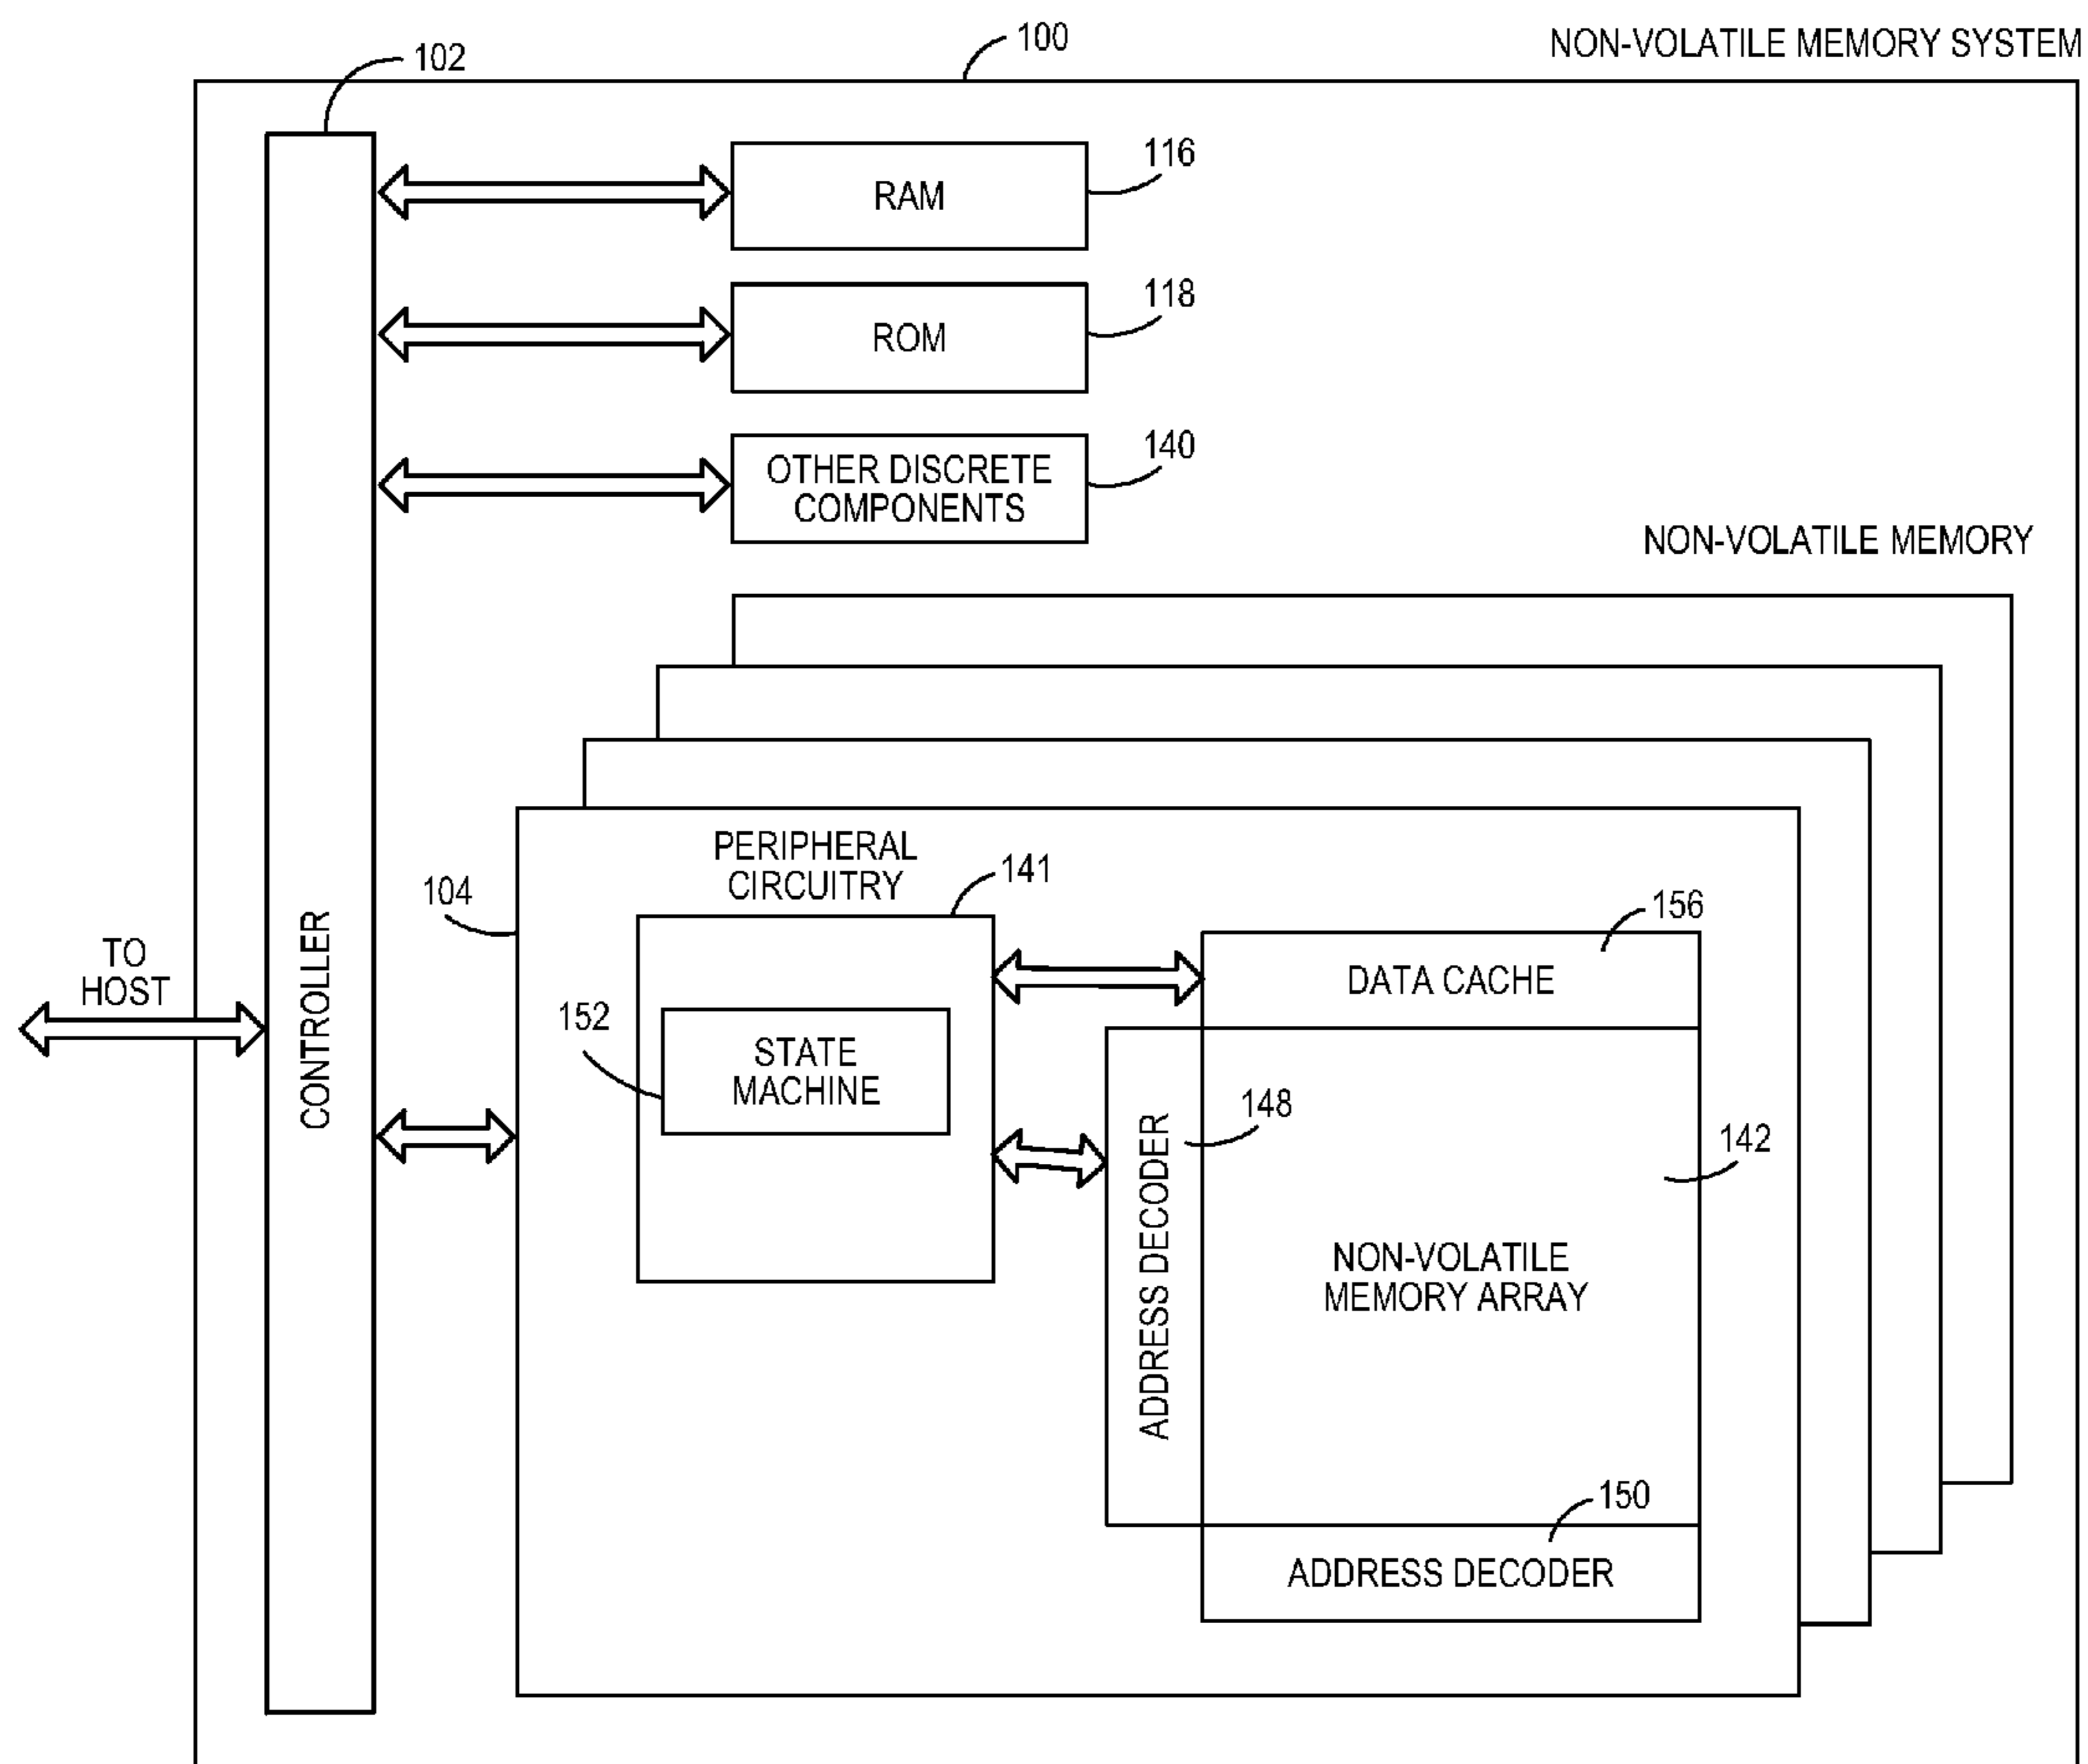 100
NON-VOLATILE MEMORY SYSTEM
102
116
RAM
118
ROM
140
OTHER DISCRETE
COMPONENTS
NON-VOLATILE MEMORY
PERIPHERAL
CIRCUITRY
141
104
156
DATA CACHE
TO
HOST
CONTROLLER
152
STATE
MACHINE
148
142
ADDRESS DECODER
NON-VOLATILE
MEMORY ARRAY
150
ADDRESS DECODER